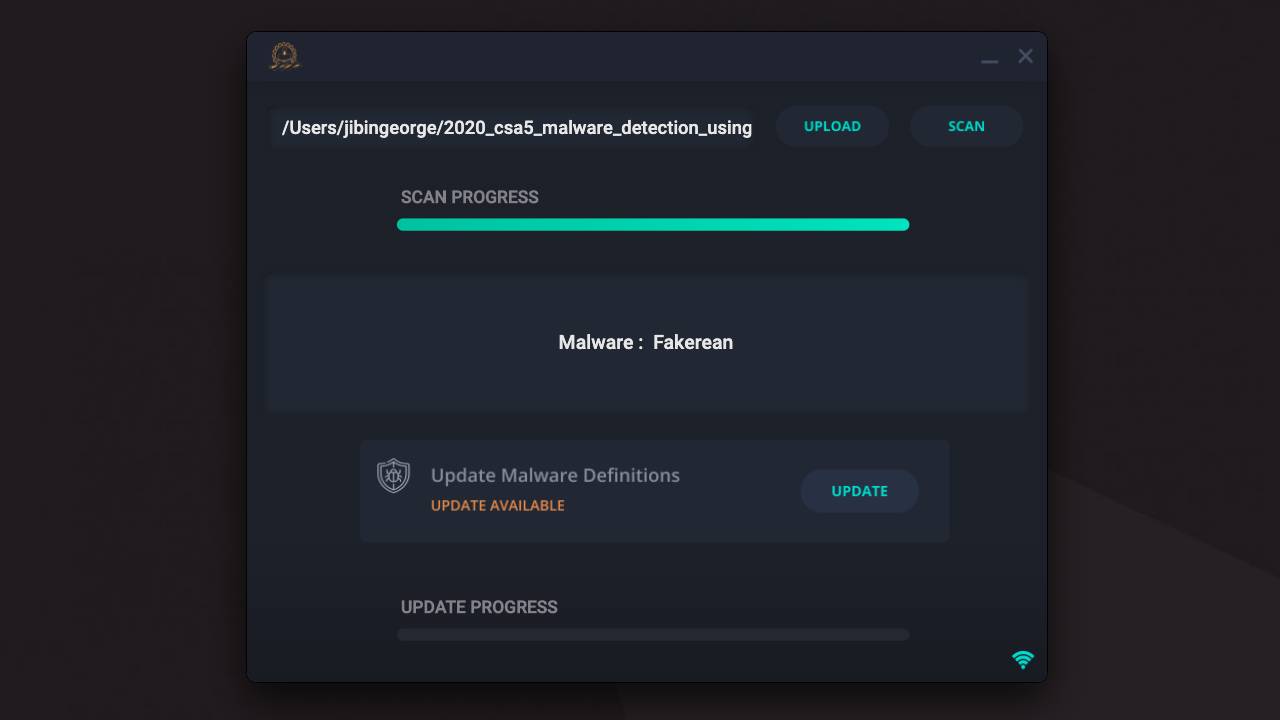 /Users/jibingeorge/2020_csa5_malware_detection_using
UPLOAD
SCAN
SCAN PROGRESS
Malware : Fakerean
Update Malware Definitions
UPDATE AVAILABLE
UPDATE
UPDATE PROGRESS